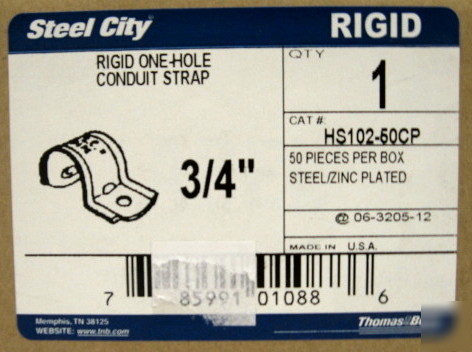 Steel City
RIGID
RIGID ONE-HOLE
CONDUIT STRAP
3/4"
QTY
1
CAT #:
HS102-50CP
50 PIECES PER BOX
STEEL/ZINC PLATED
@ 06-3205-12
MADE IN U.S.A.
7 85991 01088 6
Memphis, TN 38125
WEBSITE: www.tnb.com
Thomas&B